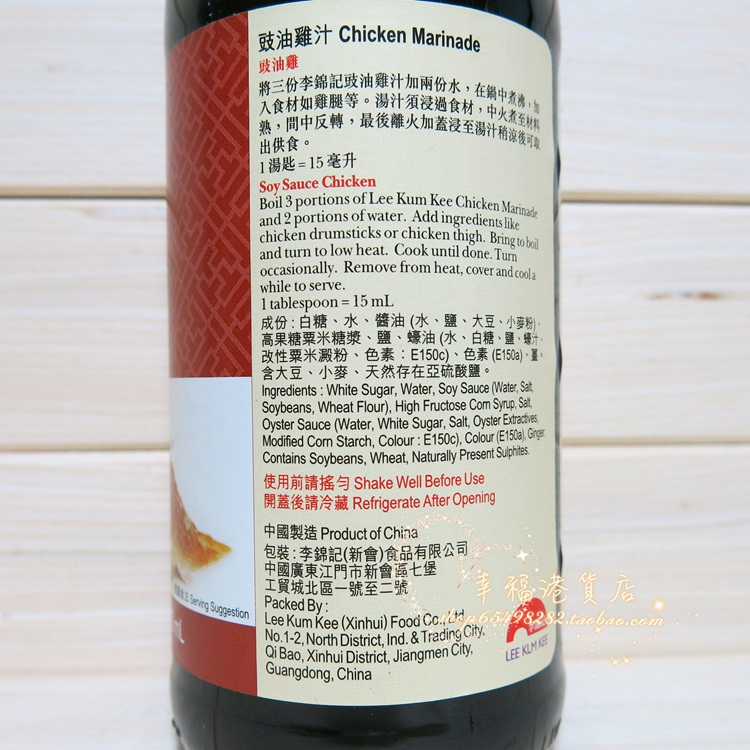 豉油雞汁 Chicken Marinade
豉油雞
將三份李錦記豉油雞汁加兩份水，在鍋中煮沸，加
入食材如雞腿等。湯汁須浸過食材，中火煮至材料
熟，間中反轉，最後離火加蓋浸至湯汁稍涼後可取
出供食。
1 湯匙 = 15 毫升
Soy Sauce Chicken
Boil 3 portions of Lee Kum Kee Chicken Marinade
and 2 portions of water. Add ingredients like
chicken drumsticks or chicken thigh. Bring to boil
and turn to low heat. Cook until done. Turn
occasionally. Remove from heat, cover and cool a
while to serve.
1 tablespoon = 15 mL
成份 : 白糖、水、醬油 (水、鹽、大豆、小麥粉)、
高果糖粟米糖漿、鹽、蠔油 (水、白糖、鹽、蠔汁、
改性粟米澱粉、色素 : E150c)、色素 (E150a)、薑。
含大豆、小麥、天然存在亞硫酸鹽。
Ingredients : White Sugar, Water, Soy Sauce (Water, Salt,
Soybeans, Wheat Flour), High Fructose Corn Syrup, Salt,
Oyster Sauce (Water, White Sugar, Salt, Oyster Extractives,
Modified Corn Starch, Colour : E150c), Colour (E150a), Ginger.
Contains Soybeans, Wheat, Naturally Present Sulphites.
使用前請搖勻 Shake Well Before Use
開蓋後請冷藏 Refrigerate After Opening
中國製造 Product of China
包裝 : 李錦記(新會)食品有限公司
中國廣東江門市新會區七堡
工貿城北區一號至二號
Packed By :
Lee Kum Kee (Xinhui) Food Co., Ltd
No.1-2, North District, Ind. & Trading City,
Qi Bao, Xinhui District, Jiangmen City,
Guangdong, China
LEE KUM KEE
Serving Suggestion
mL
幸福港貨店
shop65198282.taobao.com